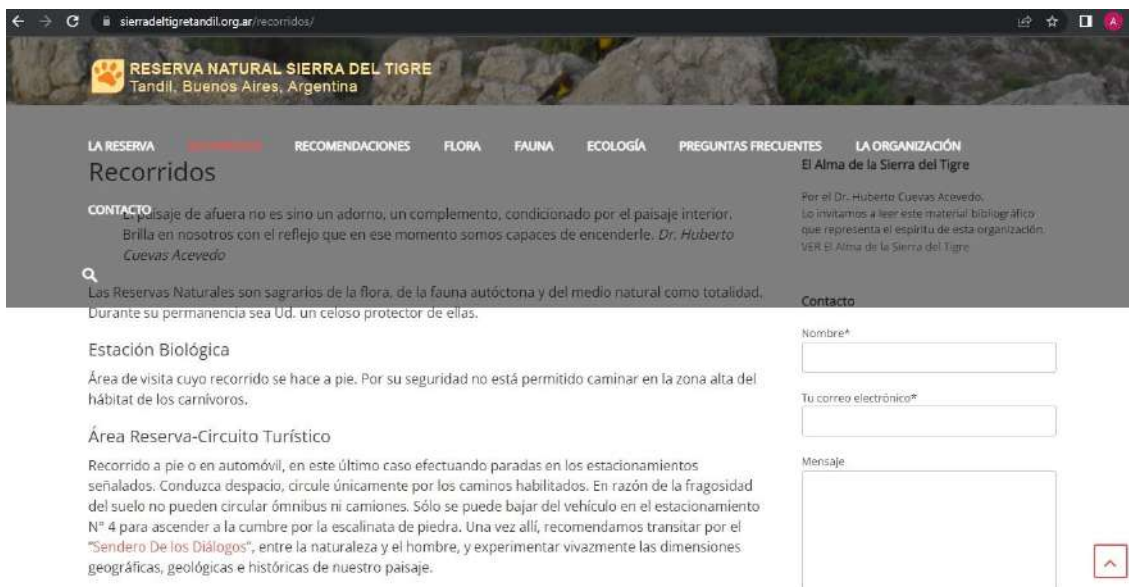 sierradeltigretandil.org.ar/recorridos/
RESERVA NATURAL SIERRA DEL TIGRE
Tandil, Buenos Aires, Argentina
LA RESERVA RECORRIDOS RECOMENDACIONES FLORA FAUNA ECOLOGÍA PREGUNTAS FRECUENTES LA ORGANIZACIÓN
CONTACTO
Recorridos
El paisaje de afuera no es sino un adorno, un complemento, condicionado por el paisaje interior.
Brilla en nosotros con el reflejo que en ese momento somos capaces de encenderle. Dr. Huberto
Cuevas Acevedo
Las Reservas Naturales son sagrarios de la flora, de la fauna autóctona y del medio natural como totalidad.
Durante su permanencia sea Ud. un celoso protector de ellas.
Estación Biológica
Área de visita cuyo recorrido se hace a pie. Por su seguridad no está permitido caminar en la zona alta del
hábitat de los carnívoros.
Área Reserva-Circuito Turístico
Recorrido a pie o en automóvil, en este último caso efectuando paradas en los estacionamientos
señalados. Conduzca despacio, circule únicamente por los caminos habilitados. En razón de la fragosidad
del suelo no pueden circular ómnibus ni camiones. Sólo se puede bajar del vehículo en el estacionamiento
N° 4 para ascender a la cumbre por la escalinata de piedra. Una vez allí, recomendamos transitar por el
"Sendero De los Diálogos", entre la naturaleza y el hombre, y experimentar vivazmente las dimensiones
geográficas, geológicas e históricas de nuestro paisaje.
El Alma de la Sierra del Tigre
Por el Dr. Huberto Cuevas Acevedo.
Lo invitamos a leer este material bibliográfico
que representa el espíritu de esta organización.
VER El Alma de la Sierra del Tigre
Contacto
Nombre*
Tu correo electrónico*
Mensaje
A